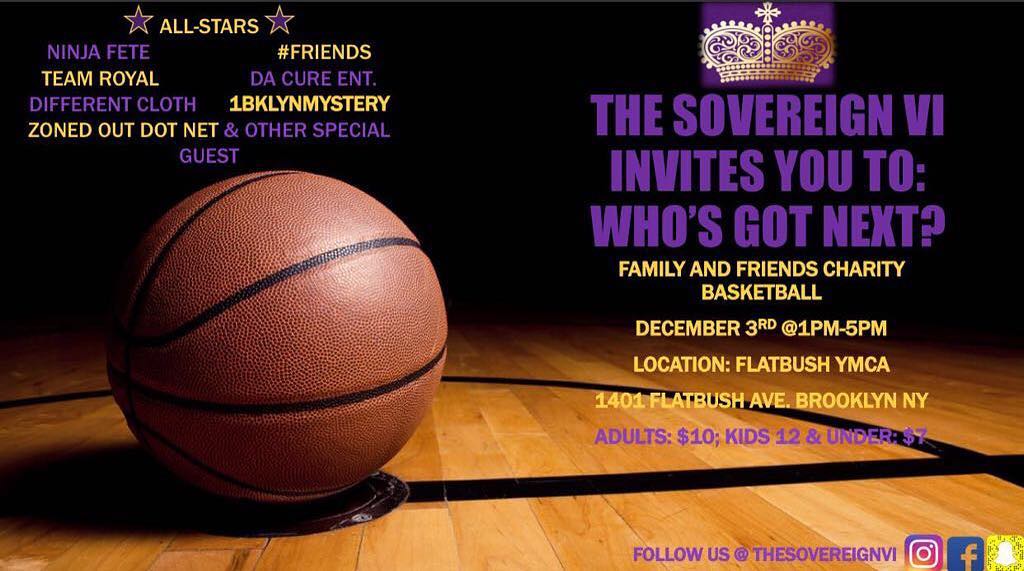 ALL-STARS
NINJA FETE #FRIENDS
TEAM ROYAL DA CURE ENT.
DIFFERENT CLOTH 1BKLYNMYSTERY
ZONED OUT DOT NET & OTHER SPECIAL
GUEST
THE SOVEREIGN VI
INVITES YOU TO:
WHO'S GOT NEXT?
FAMILY AND FRIENDS CHARITY
BASKETBALL
DECEMBER 3RD @1PM-5PM
LOCATION: FLATBUSH YMCA
1401 FLATBUSH AVE. BROOKLYN NY
ADULTS: $10; KIDS 12 & UNDER: $7
FOLLOW US @ THESOVEREIGNVI